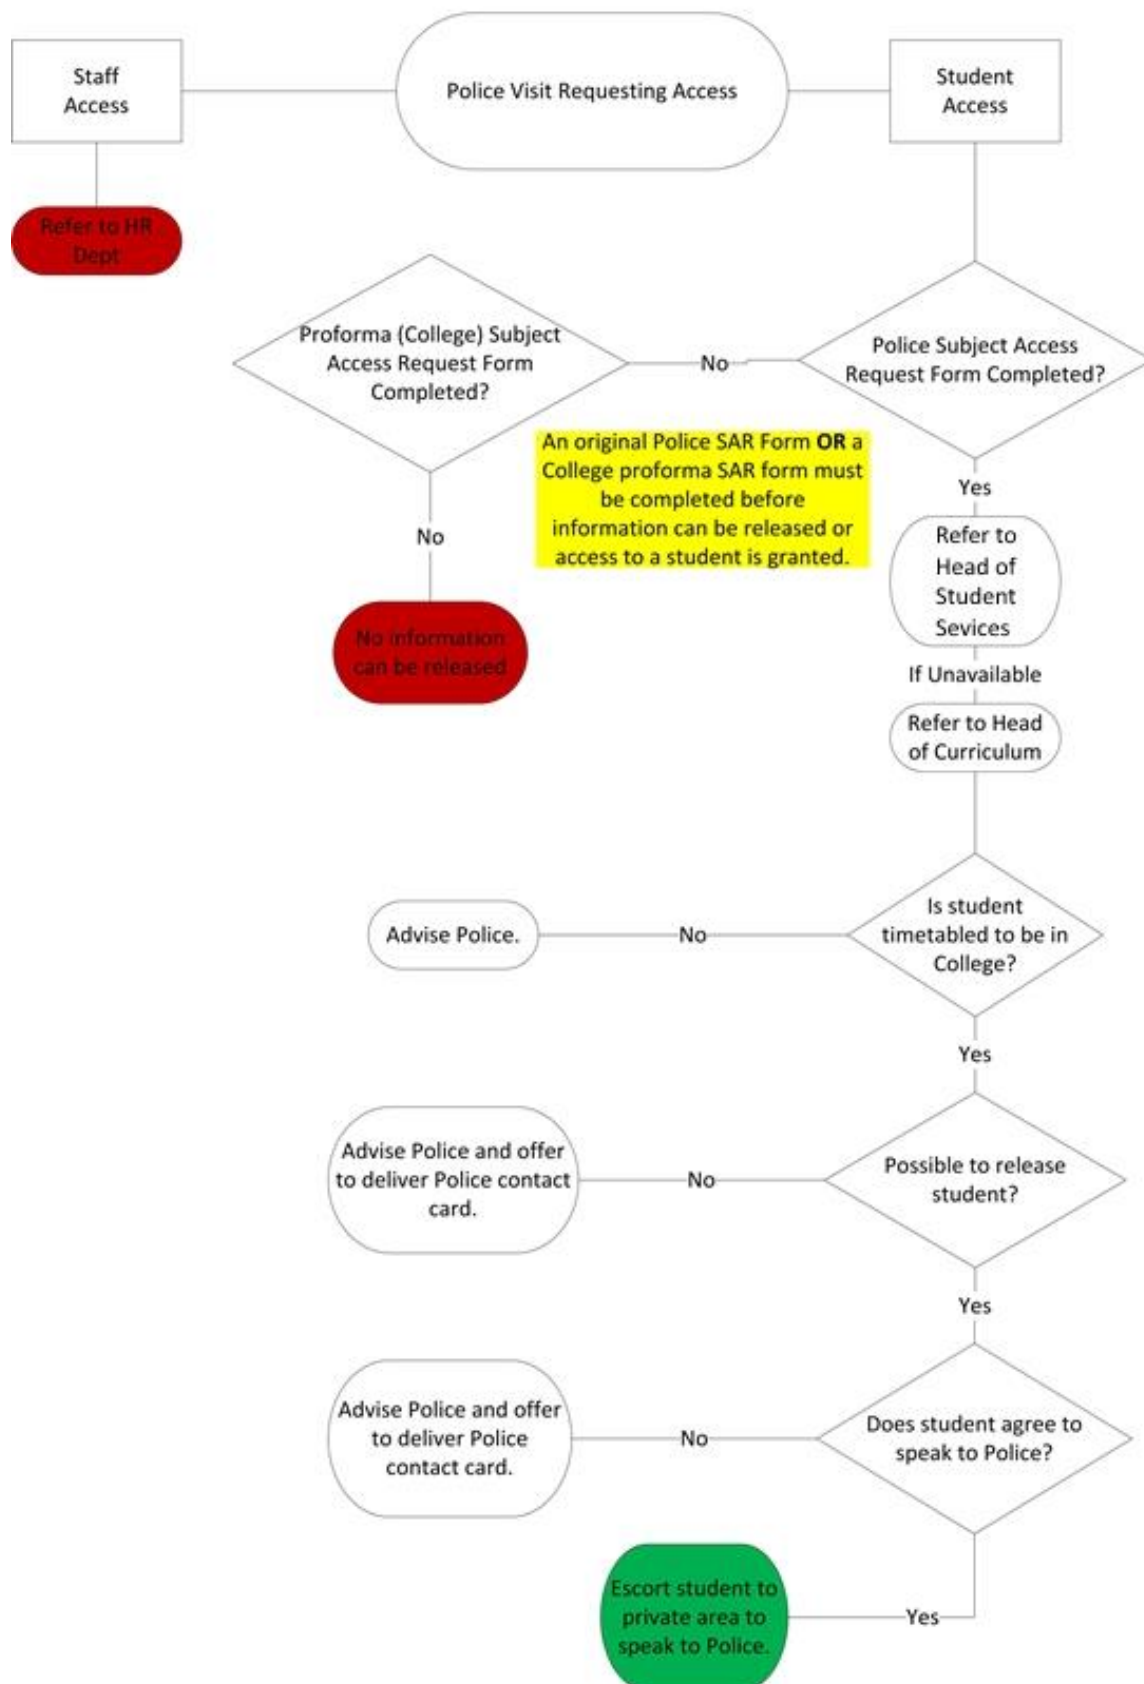 Staff
Access
Police Visit Requesting Access
Student
Access
Refer to HR
Dept
Proforma (College) Subject
Access Request Form
Completed?
No
Police Subject Access
Request Form Completed?
An original Police SAR Form OR a
College proforma SAR form must
be completed before
information can be released or
access to a student is granted.
Yes
No
Refer to
Head of
Student
Sevices
No information
can be released
If Unavailable
Refer to Head
of Curriculum
Is student
timetabled to be in
College?
No
Advise Police.
Yes
Possible to release
student?
No
Advise Police and offer
to deliver Police contact
card.
Yes
Does student agree to
speak to Police?
No
Advise Police and offer
to deliver Police
contact card.
Yes
Escort student to
private area to
speak to Police.